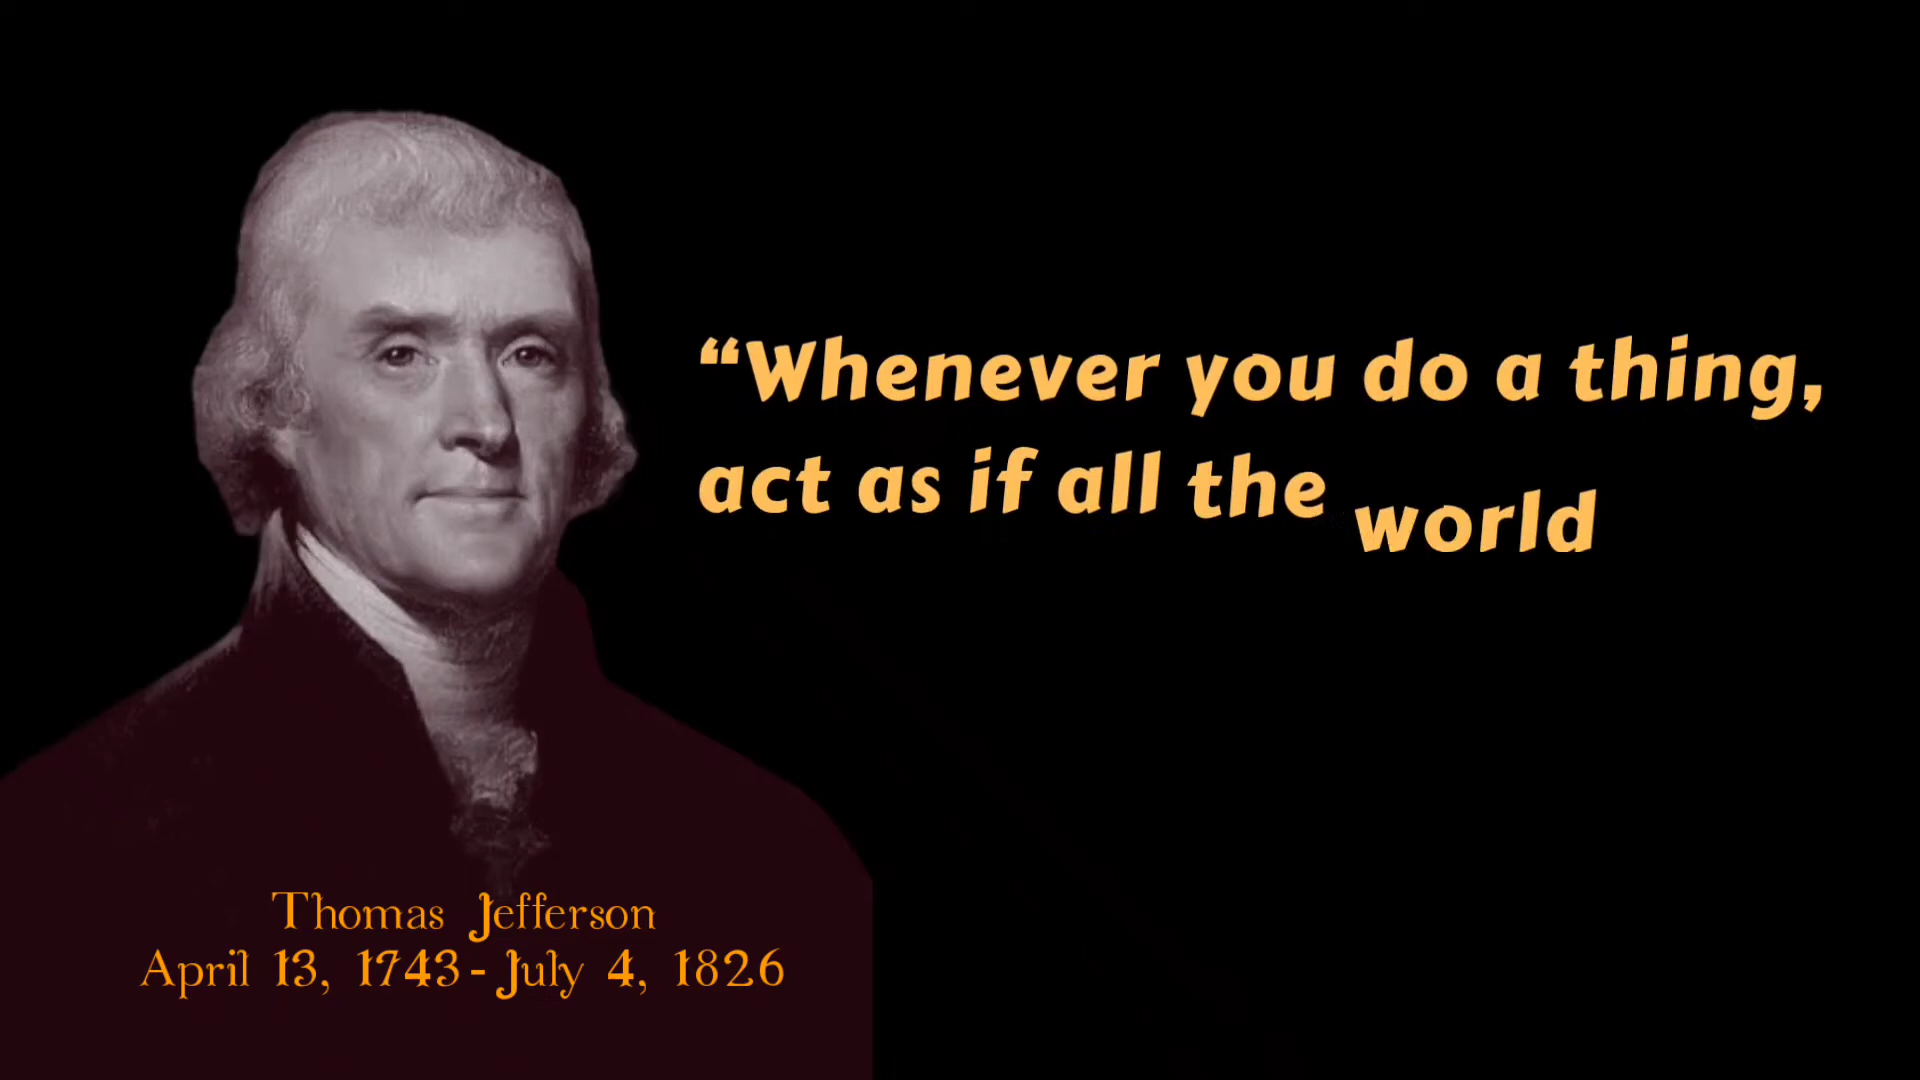 “Whenever you do a thing,
act as if all the world
Thomas Jefferson
April 13, 1743-July 4, 1826